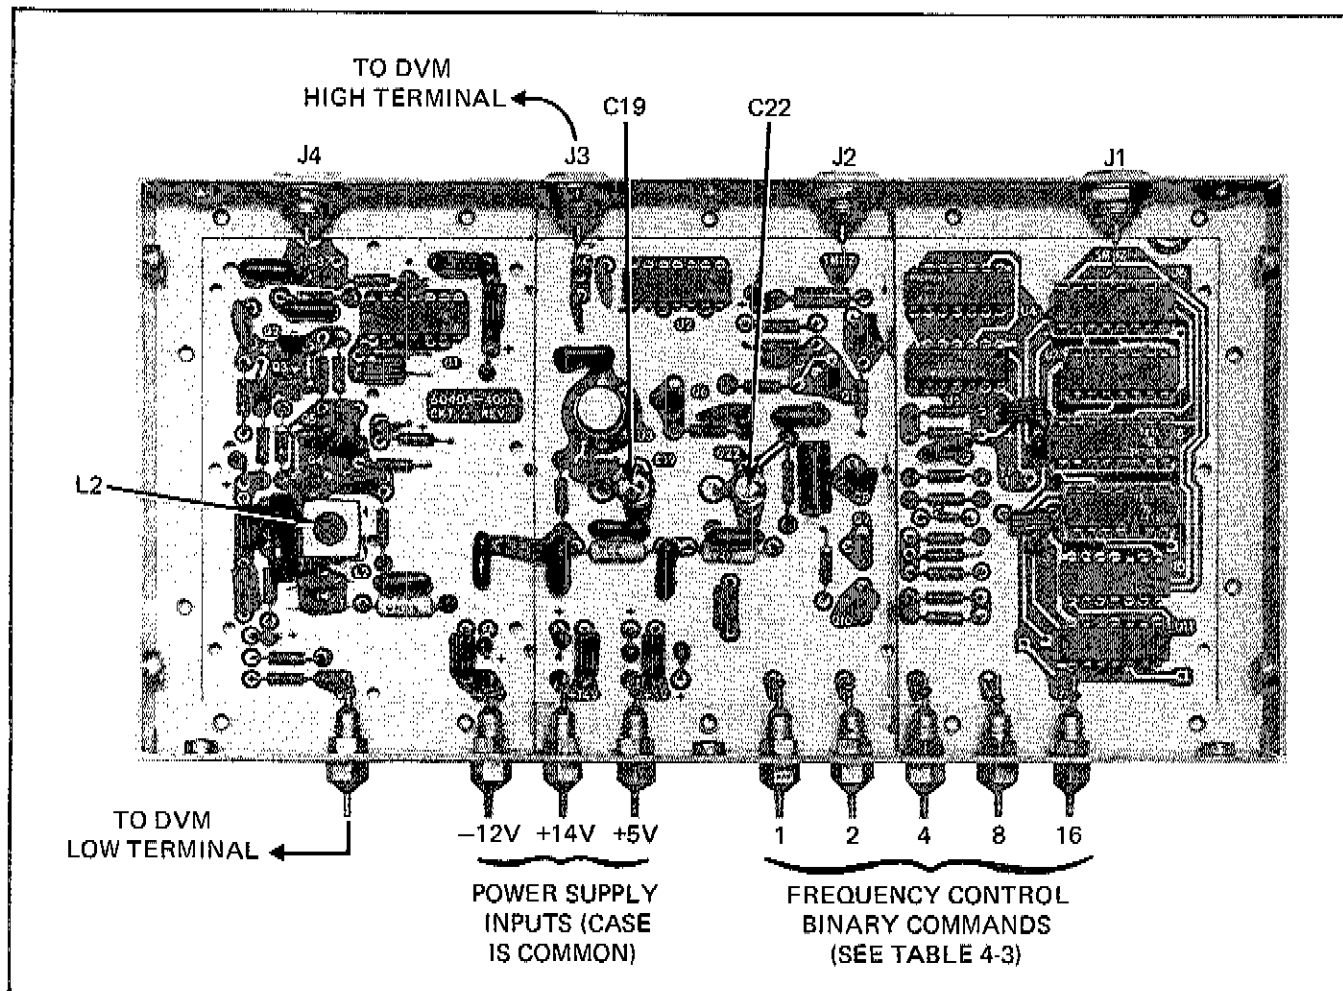 TO DVM
HIGH TERMINAL
C19
C22
J4
J3
J2
J1
L2
TO DVM
LOW TERMINAL
−12V
+14V
+5V
1
2
4
8
16
POWER SUPPLY
INPUTS (CASE
IS COMMON)
FREQUENCY CONTROL
BINARY COMMANDS
(SEE TABLE 4-3)